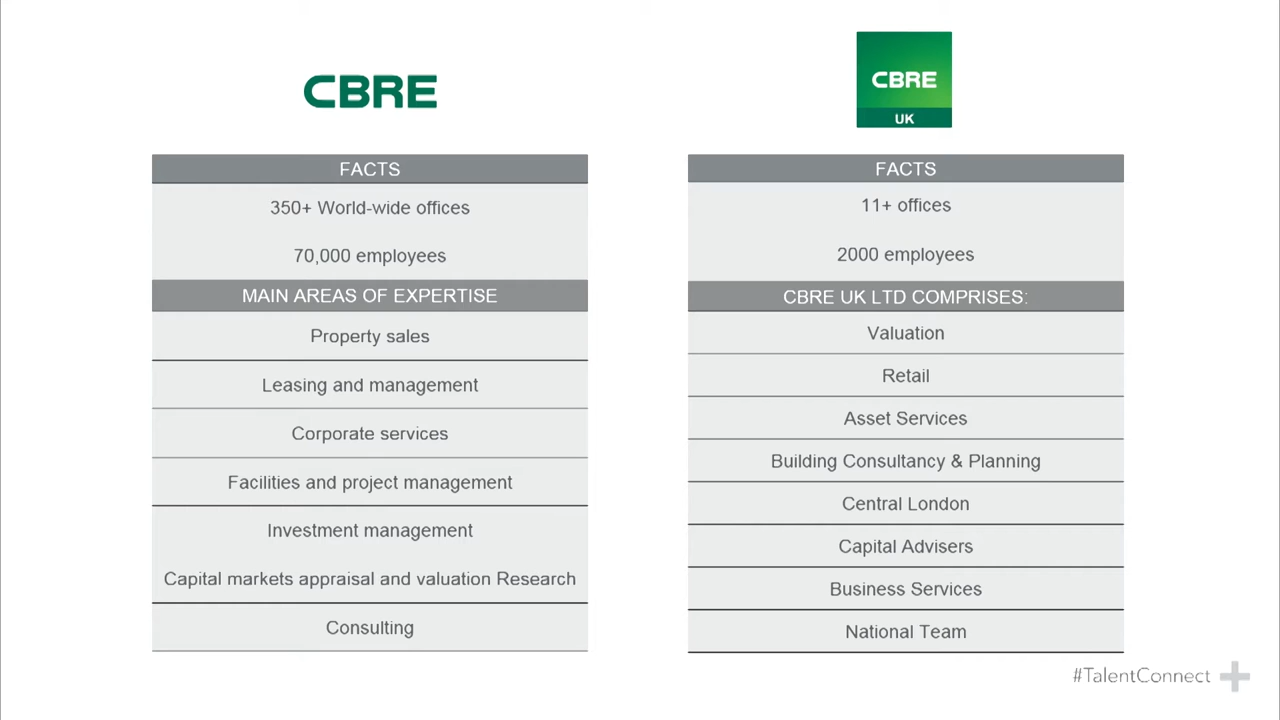 CBRE
FACTS
350+ World-wide offices
70,000 employees
MAIN AREAS OF EXPERTISE
Property sales
Leasing and management
Corporate services
Facilities and project management
Investment management
Capital markets appraisal and valuation Research
Consulting
CBRE
UK
FACTS
11+ offices
2000 employees
CBRE UK LTD COMPRISES:
Valuation
Retail
Asset Services
Building Consultancy & Planning
Central London
Capital Advisers
Business Services
National Team
#TalentConnect